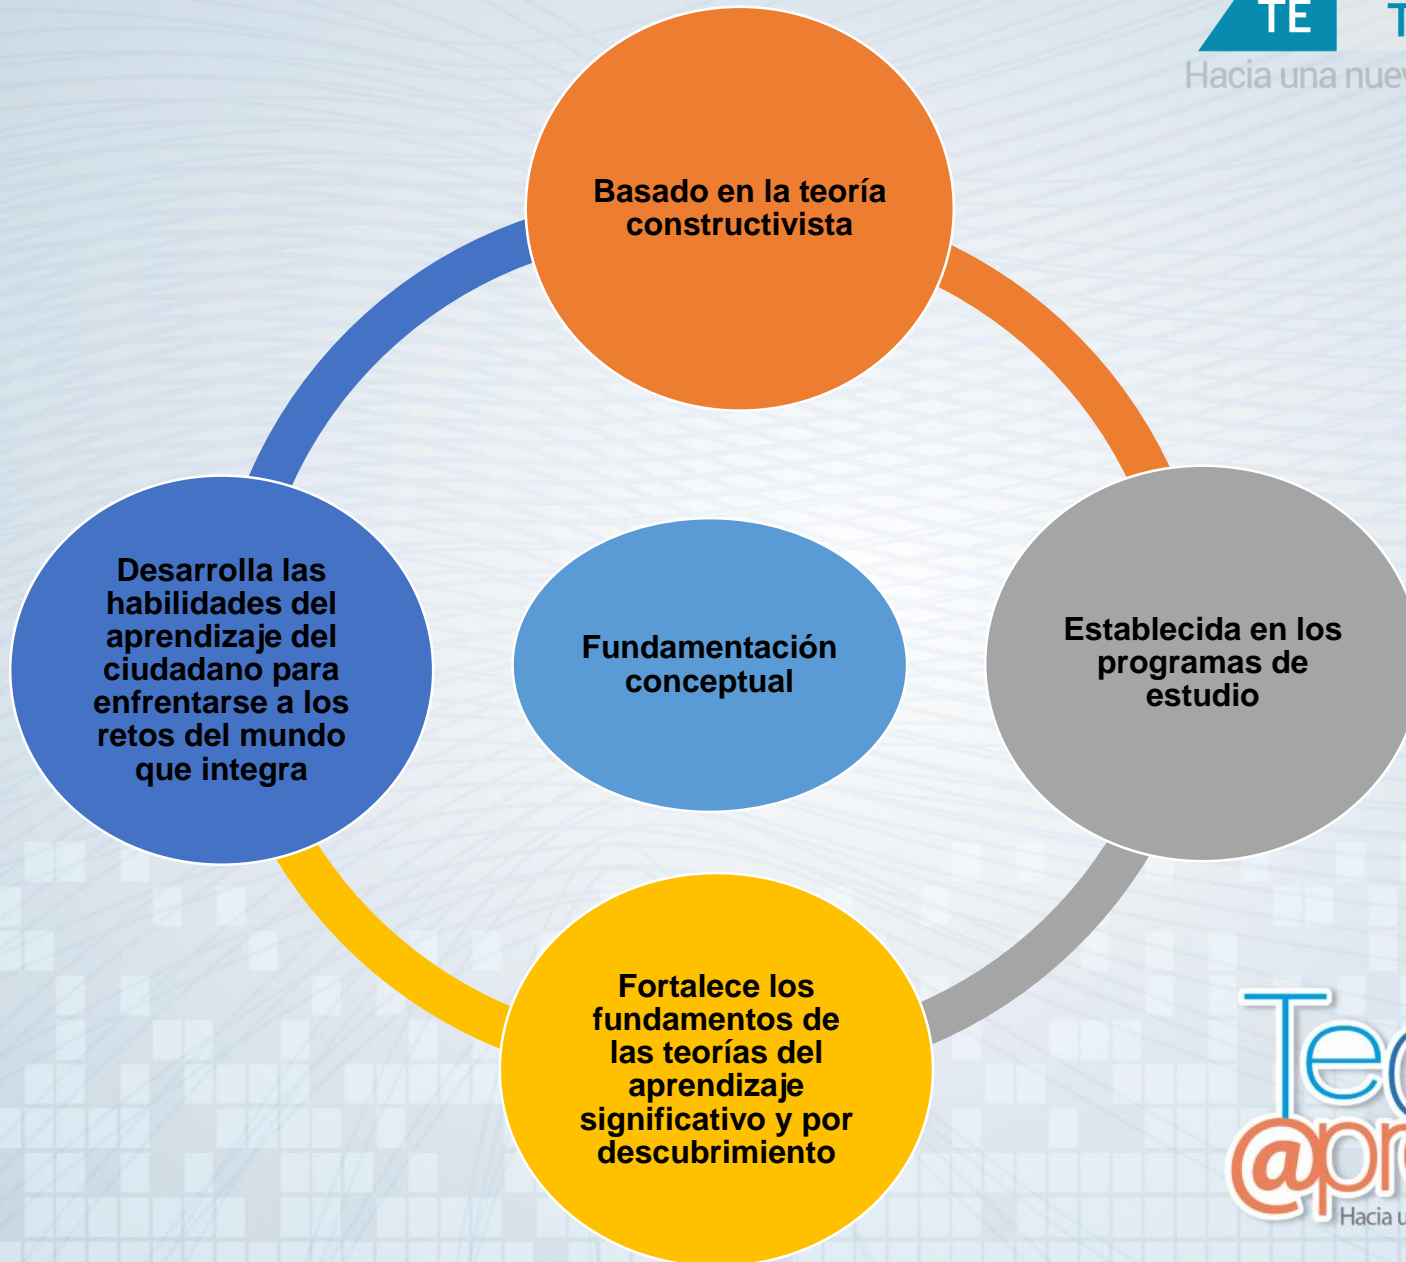 TE
Hacia una
Basado en la teoría
constructivista
Desarrolla las
habilidades del
aprendizaje del
ciudadano para
enfrentarse a los
retos del mundo
que integra
Fundamentación
conceptual
Establecida en los
programas de
estudio
Fortalece los
fundamentos de
las teorías del
aprendizaje
significativo y por
descubrimiento
Hacia